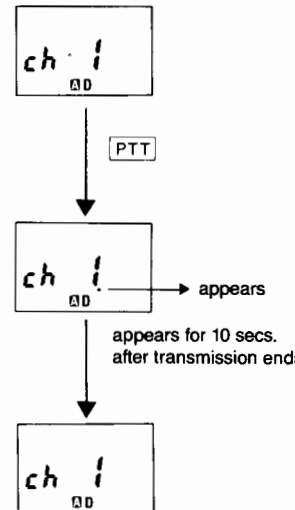 ch 1
AD
PTT
ch 1.
AD
appears
appears for 10 secs.
after transmission ends
ch 1
AD